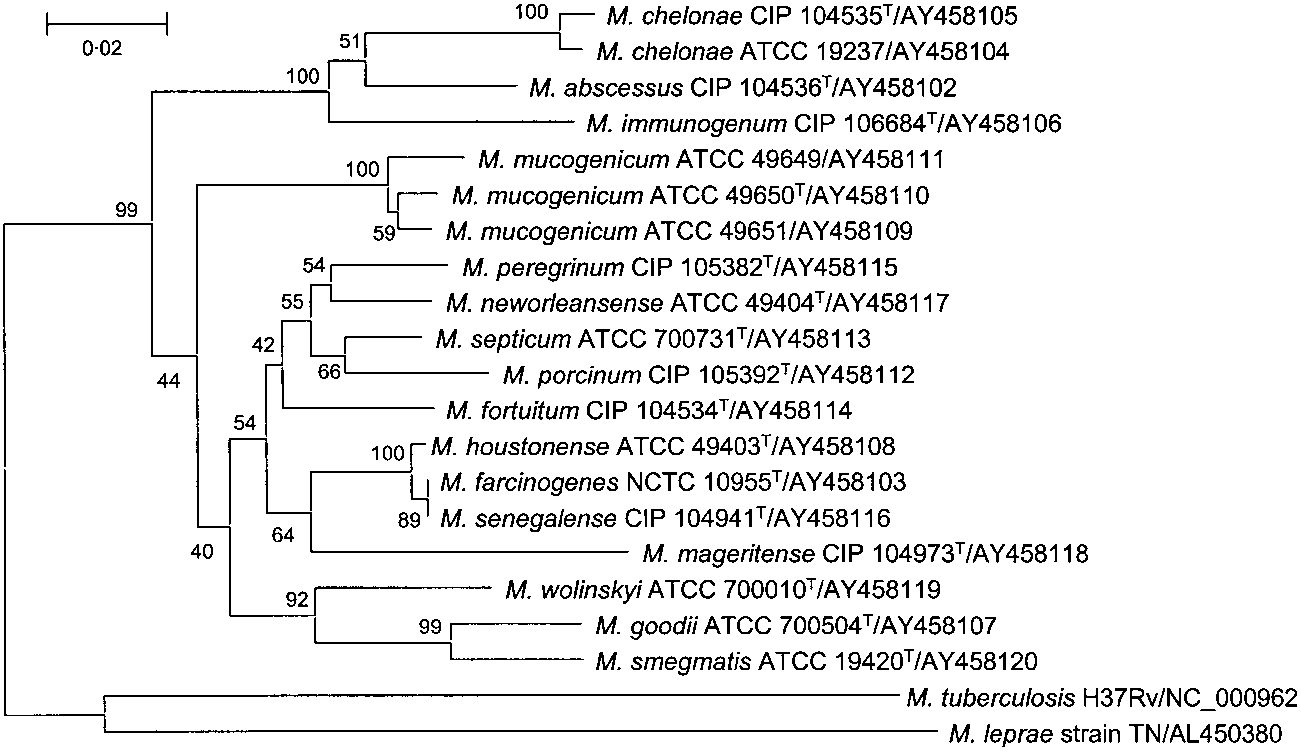 100 M. chelonae CIP 104535ᵀ/AY458105
0·02
51 M. chelonae ATCC 19237/AY458104
100 M. abscessus CIP 104536ᵀ/AY458102
M. immunogenum CIP 106684ᵀ/AY458106
100 M. mucogenicum ATCC 49649/AY458111
M. mucogenicum ATCC 49650ᵀ/AY458110
99
59 M. mucogenicum ATCC 49651/AY458109
54 M. peregrinum CIP 105382ᵀ/AY458115
55 M. neworleansense ATCC 49404ᵀ/AY458117
42 M. septicum ATCC 700731ᵀ/AY458113
44 66 M. porcinum CIP 105392ᵀ/AY458112
M. fortuitum CIP 104534ᵀ/AY458114
54
100 M. houstonense ATCC 49403ᵀ/AY458108
M. farcinogenes NCTC 10955ᵀ/AY458103
89 M. senegalense CIP 104941ᵀ/AY458116
64
40 M. mageritense CIP 104973ᵀ/AY458118
92 M. wolinskyi ATCC 700010ᵀ/AY458119
99 M. goodii ATCC 700504ᵀ/AY458107
M. smegmatis ATCC 19420ᵀ/AY458120
M. tuberculosis H37Rv/NC_000962
M. leprae strain TN/AL450380